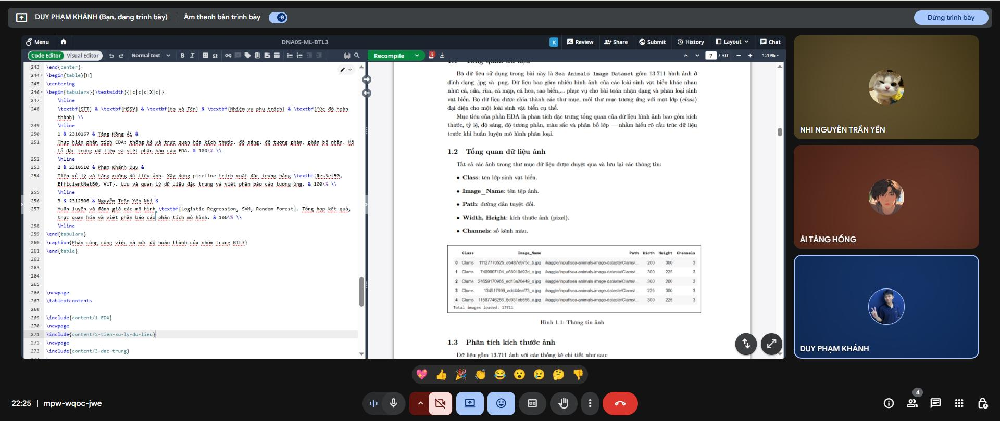 DUY PHẠM KHÁNH (Bạn, đang trình bày)
Âm thanh bản trình bày
Dừng trình bày
Menu
DNA05-ML-BTL3
K
Review
Share
Submit
History
Layout
Chat
Code Editor
Visual Editor
Normal text
B
I
Ω
Recompile
8
7 / 30
120%
243 \end{center}
244 \begin{table}[H]
245 \centering
246 \begin{tabularx}{\textwidth}{|c|c|c|X|c|}
247 \hline
248 \textbf{STT} & \textbf{MSSV} & \textbf{Họ và Tên} & \textbf{Nhiệm vụ phụ trách} & \textbf{Mức độ hoàn
thành} \\
249 \hline
250 1 & 2310167 & Tăng Hồng Ái &
251 Thực hiện phân tích EDA: thống kê và trực quan hóa kích thước, độ sáng, độ tương phản, phân bố nhãn. Mô
tả đặc trưng dữ liệu và viết phần báo cáo EDA. & 100\% \\
252 \hline
253 2 & 2310510 & Phạm Khánh Duy &
254 Tiền xử lý và tăng cường dữ liệu ảnh. Xây dựng pipeline trích xuất đặc trưng bằng \textbf{ResNet50,
EfficientNetB0, ViT}. Lưu và quản lý dữ liệu đặc trưng và viết phần báo cáo tương ứng. & 100\% \\
255 \hline
256 3 & 2312506 & Nguyễn Trần Yến Nhi &
257 Huấn luyện và đánh giá các mô hình \textbf{Logistic Regression, SVM, Random Forest}. Tổng hợp kết quả,
trực quan hóa và viết phần báo cáo phân tích mô hình. & 100\% \\
258 \hline
259 \end{tabularx}
260 \caption{Phân công công việc và mức độ hoàn thành của nhóm trong BTL3}
261 \end{table}
262
263
264
265
266 \newpage
267 \tableofcontents
268
269 \include{content/1-EDA}
270 \newpage
271 \include{content/2-tien-xu-ly-du-lieu}
272 \newpage
273 \include{content/3-dac-trung}
1.1 Tổng quan dữ liệu
Bộ dữ liệu sử dụng trong bài này là Sea Animals Image Dataset gồm 13.711 hình ảnh ở
định dạng .jpg và .png. Dữ liệu bao gồm nhiều hình ảnh của các loài sinh vật biển khác nhau
như: cá, sứa, rùa, cá mập, cá heo, sao biển,... phục vụ cho bài toán nhận dạng và phân loại sinh
vật biển. Bộ dữ liệu được chia thành các thư mục, mỗi thư mục tương ứng với một lớp (class)
đại diện cho một loài sinh vật biển cụ thể.
Mục tiêu của phần EDA là phân tích đặc trưng tổng quan của dữ liệu hình ảnh bao gồm kích
thước, tỷ lệ, độ sáng, độ tương phản, màu sắc và phân bố lớp — nhằm hiểu rõ cấu trúc dữ liệu
trước khi huấn luyện mô hình phân loại.
1.2 Tổng quan dữ liệu ảnh
Tất cả các ảnh trong thư mục dữ liệu được duyệt qua và lưu lại các thông tin:
• Class: tên lớp sinh vật biển.
• Image_Name: tên tệp ảnh.
• Path: đường dẫn tuyệt đối.
• Width, Height: kích thước ảnh (pixel).
• Channels: số kênh màu.
Class Image_Name Path Width Height Channels
0 Clams 11127770525_eb487e975c_b.jpg /kaggle/input/sea-animals-image-dataste/Clams/... 200 300 3
1 Clams 7409907104_e68910d92d_o.jpg /kaggle/input/sea-animals-image-dataste/Clams/... 300 225 3
2 Clams 24659170965_ed13a20e49_o.jpg /kaggle/input/sea-animals-image-dataste/Clams/... 300 200 3
3 Clams 134917699_add44eaf73_o.jpg /kaggle/input/sea-animals-image-dataste/Clams/... 225 300 3
4 Clams 11587746256_6d931eb556_o.jpg /kaggle/input/sea-animals-image-dataste/Clams/... 300 225 3
Total images loaded: 13711
Hình 1.1: Thông tin ảnh
1.3 Phân tích kích thước ảnh
Dữ liệu gồm 13.711 ảnh với các thống kê chi tiết như sau:
NHI NGUYỄN TRẦN YẾN
ÁI TĂNG HỒNG
DUY PHẠM KHÁNH
22:25 | mpw-wqoc-jwe
CC
4